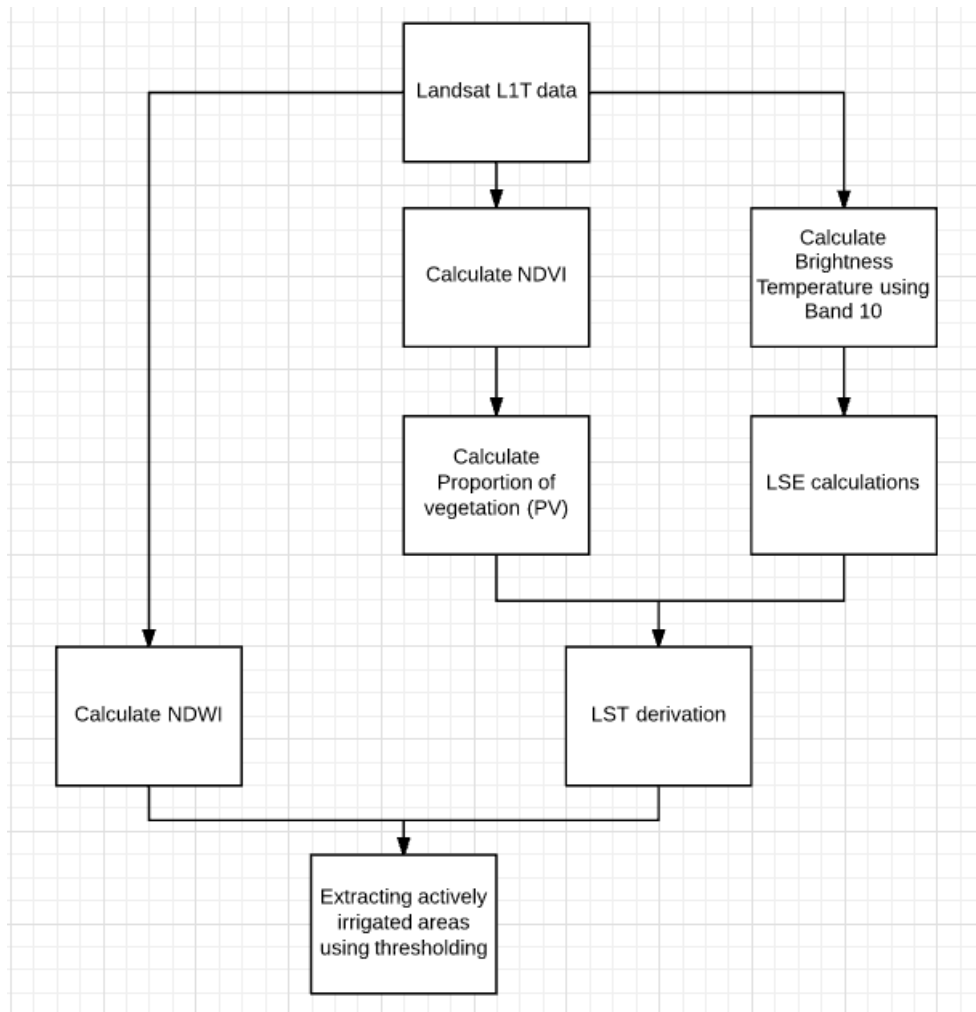 Landsat L1T data
Calculate NDVI
Calculate
Brightness
Temperature using
Band 10
Calculate
Proportion of
vegetation (PV)
LSE calculations
Calculate NDWI
LST derivation
Extracting actively
irrigated areas
using thresholding